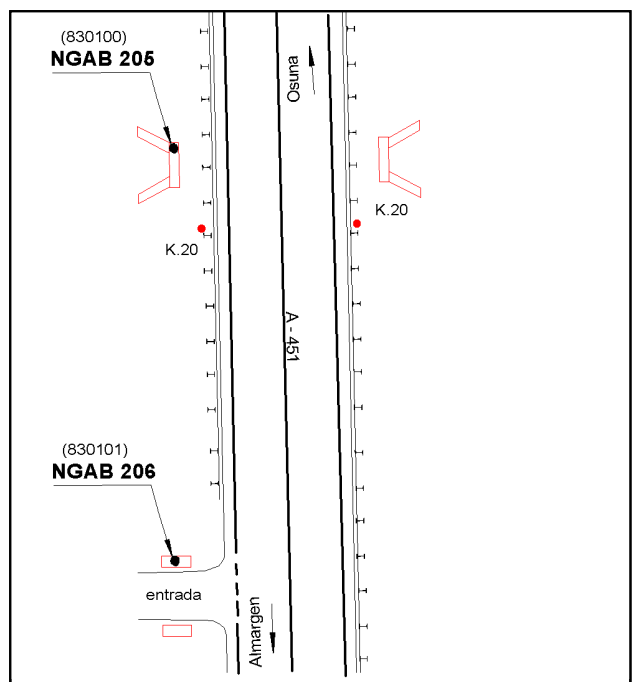 (830100)
NGAB 205
Osuna
K.20
K.20
A - 451
(830101)
NGAB 206
entrada
Almargen